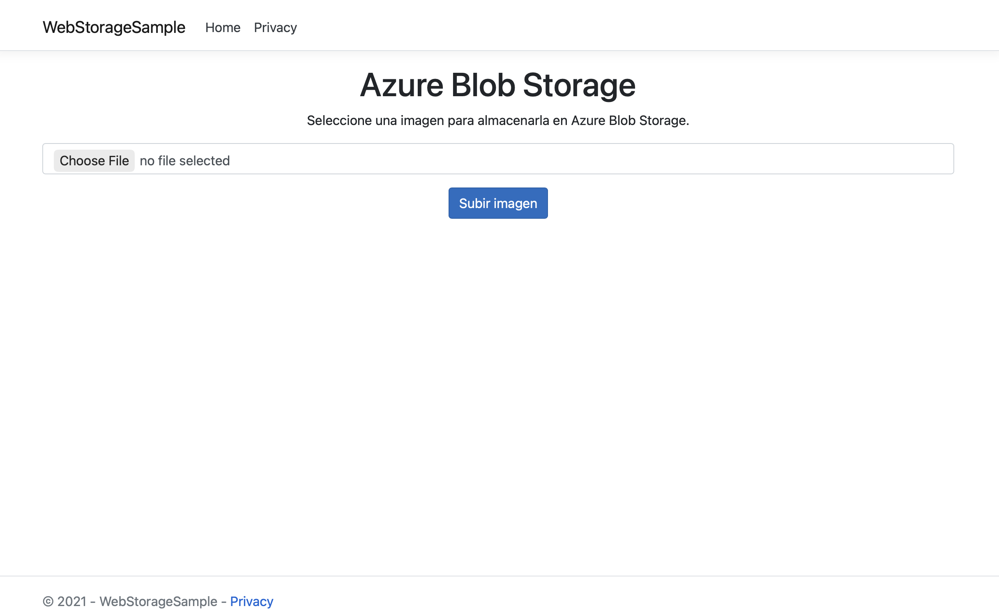 WebStorageSample Home Privacy
Azure Blob Storage
Seleccione una imagen para almacenarla en Azure Blob Storage.
Choose File no file selected
Subir imagen
© 2021 - WebStorageSample - Privacy